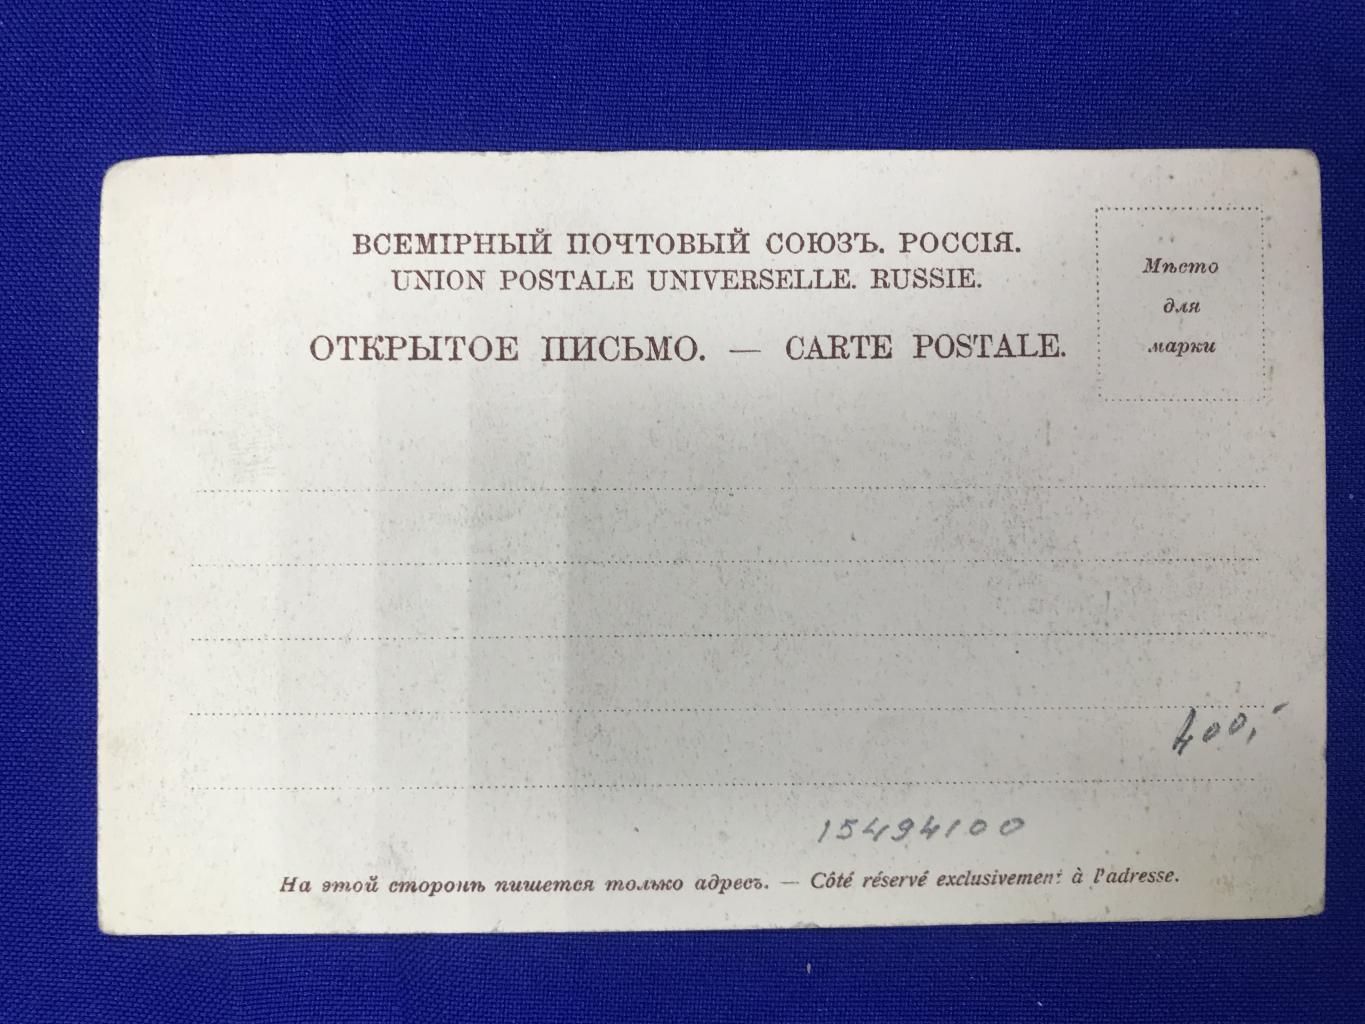 ВСЕМІРНЫЙ ПОЧТОВЫЙ СОЮЗЪ. РОССІЯ.
UNION POSTALE UNIVERSELLE. RUSSIE.
ОТКРЫТОЕ ПИСЬМО. — CARTE POSTALE.
Мѣсто
для
марки
400,-
15494100
На этой сторонѣ пишется только адресъ. — Côté réservé exclusivement à l'adresse.